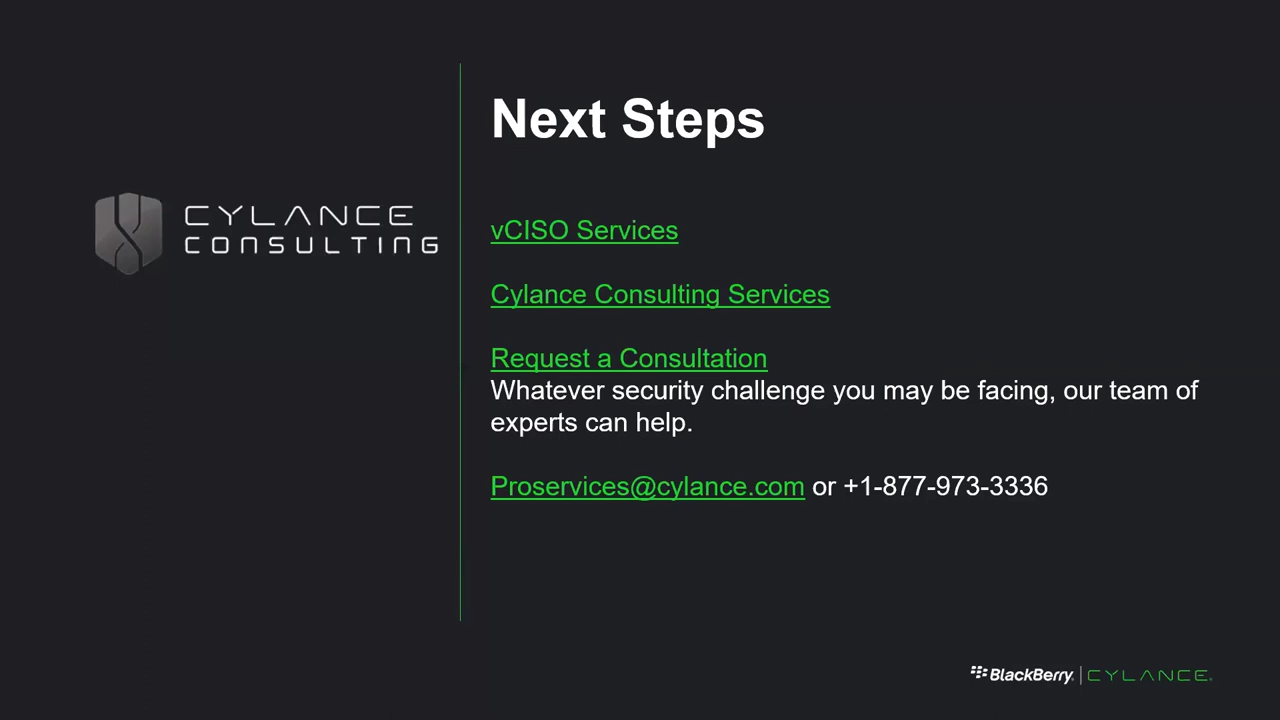 CYLANCE
CONSULTING
Next Steps
vCISO Services
Cylance Consulting Services
Request a Consultation
Whatever security challenge you may be facing, our team of
experts can help.
Proservices@cylance.com or +1-877-973-3336
BlackBerry | CYLANCE